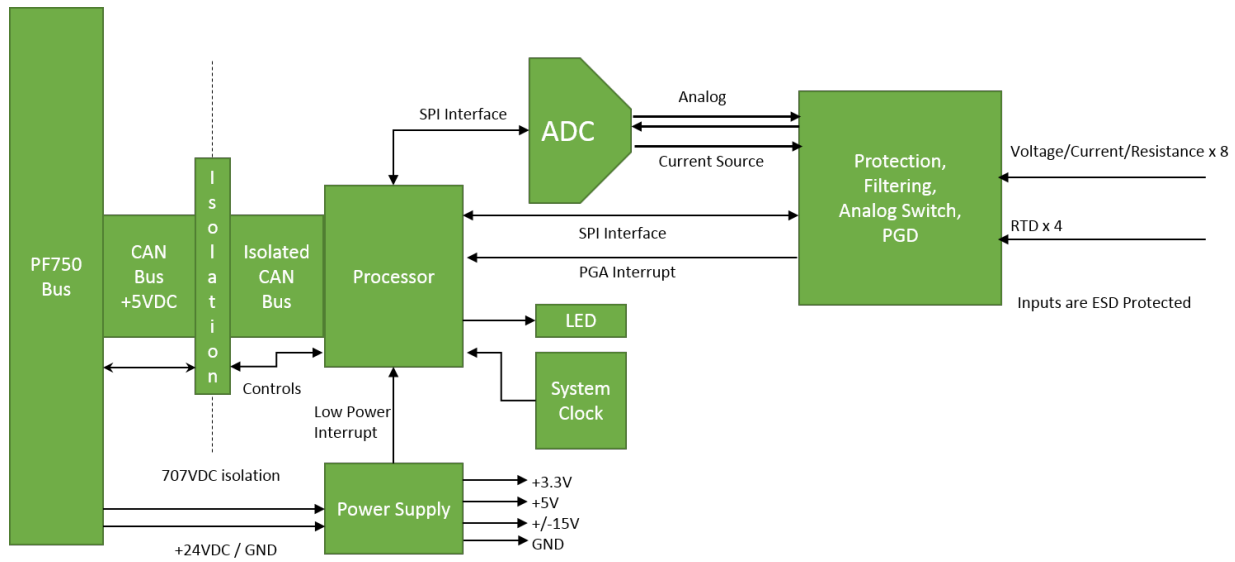 PF750
Bus
CAN
Bus
+5VDC
Isolation
Isolated
CAN
Bus
Controls
707VDC isolation
+24VDC / GND
Processor
Low Power
Interrupt
Power Supply
+3.3V
+5V
+/-15V
GND
SPI Interface
ADC
Analog
Current Source
SPI Interface
PGA Interrupt
LED
System
Clock
Protection,
Filtering,
Analog Switch,
PGD
Voltage/Current/Resistance x 8
RTD x 4
Inputs are ESD Protected